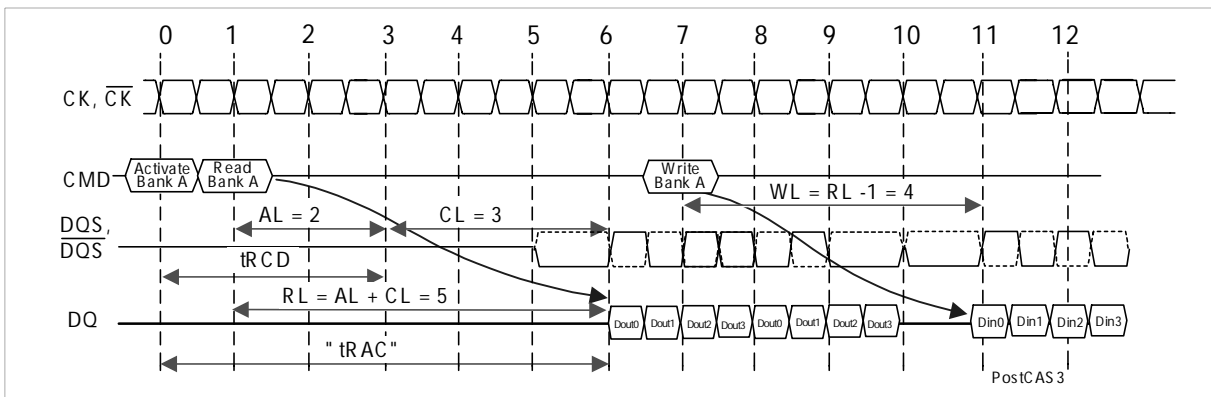 0 1 2 3 4 5 6 7 8 9 10 11 12
CK, CK
CMD
Activate
Bank A
Read
Bank A
Write
Bank A
WL = RL -1 = 4
AL = 2
CL = 3
DQS,
DQS
tRCD
RL = AL + CL = 5
DQ
Dout0 Dout1 Dout2 Dout3 Dout0 Dout1 Dout2 Dout3
Din0 Din1 Din2 Din3
" tRAC"
PostCAS3